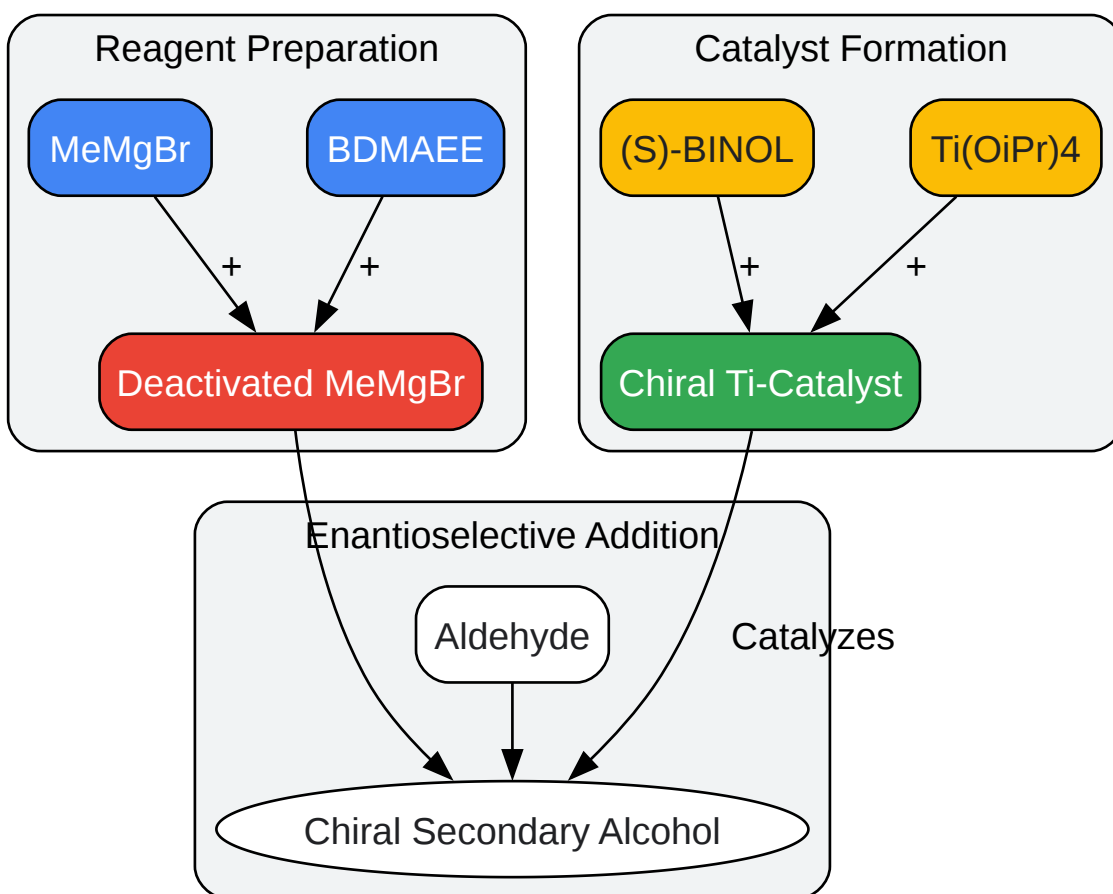 Reagent Preparation
Catalyst Formation
MeMgBr
BDMAEE
(S)-BINOL
Ti(OiPr)4
+
+
+
+
Deactivated MeMgBr
Chiral Ti-Catalyst
Enantioselective Addition
Aldehyde
Catalyzes
Chiral Secondary Alcohol